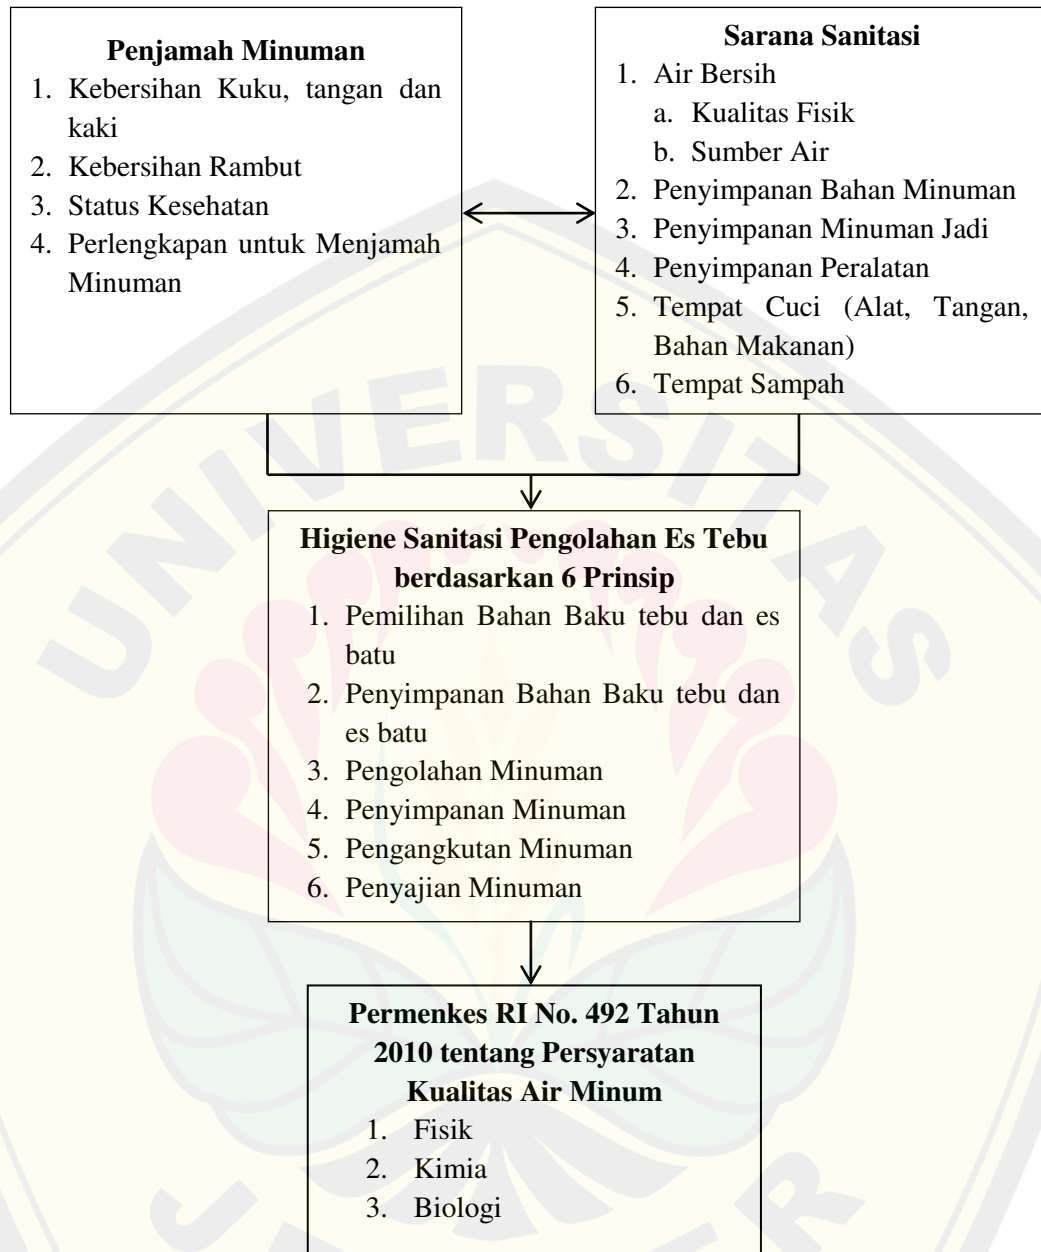 Penjamah Minuman
1. Kebersihan Kuku, tangan dan
kaki
2. Kebersihan Rambut
3. Status Kesehatan
4. Perlengkapan untuk Menjamah
Minuman
Sarana Sanitasi
1. Air Bersih
a. Kualitas Fisik
b. Sumber Air
2. Penyimpanan Bahan Minuman
3. Penyimpanan Minuman Jadi
4. Penyimpanan Peralatan
5. Tempat Cuci (Alat, Tangan,
Bahan Makanan)
6. Tempat Sampah
Higiene Sanitasi Pengolahan Es Tebu
berdasarkan 6 Prinsip
1. Pemilihan Bahan Baku tebu dan es
batu
2. Penyimpanan Bahan Baku tebu dan
es batu
3. Pengolahan Minuman
4. Penyimpanan Minuman
5. Pengangkutan Minuman
6. Penyajian Minuman
Permenkes RI No. 492 Tahun
2010 tentang Persyaratan
Kualitas Air Minum
1. Fisik
2. Kimia
3. Biologi
UNIVERSITAS